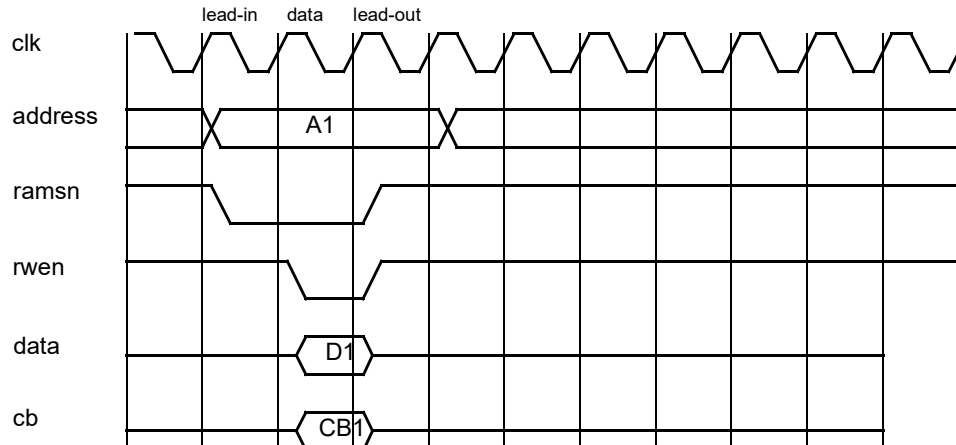 lead-in data lead-out
clk
address
A1
ramsn
rwen
data
D1
cb
CB1